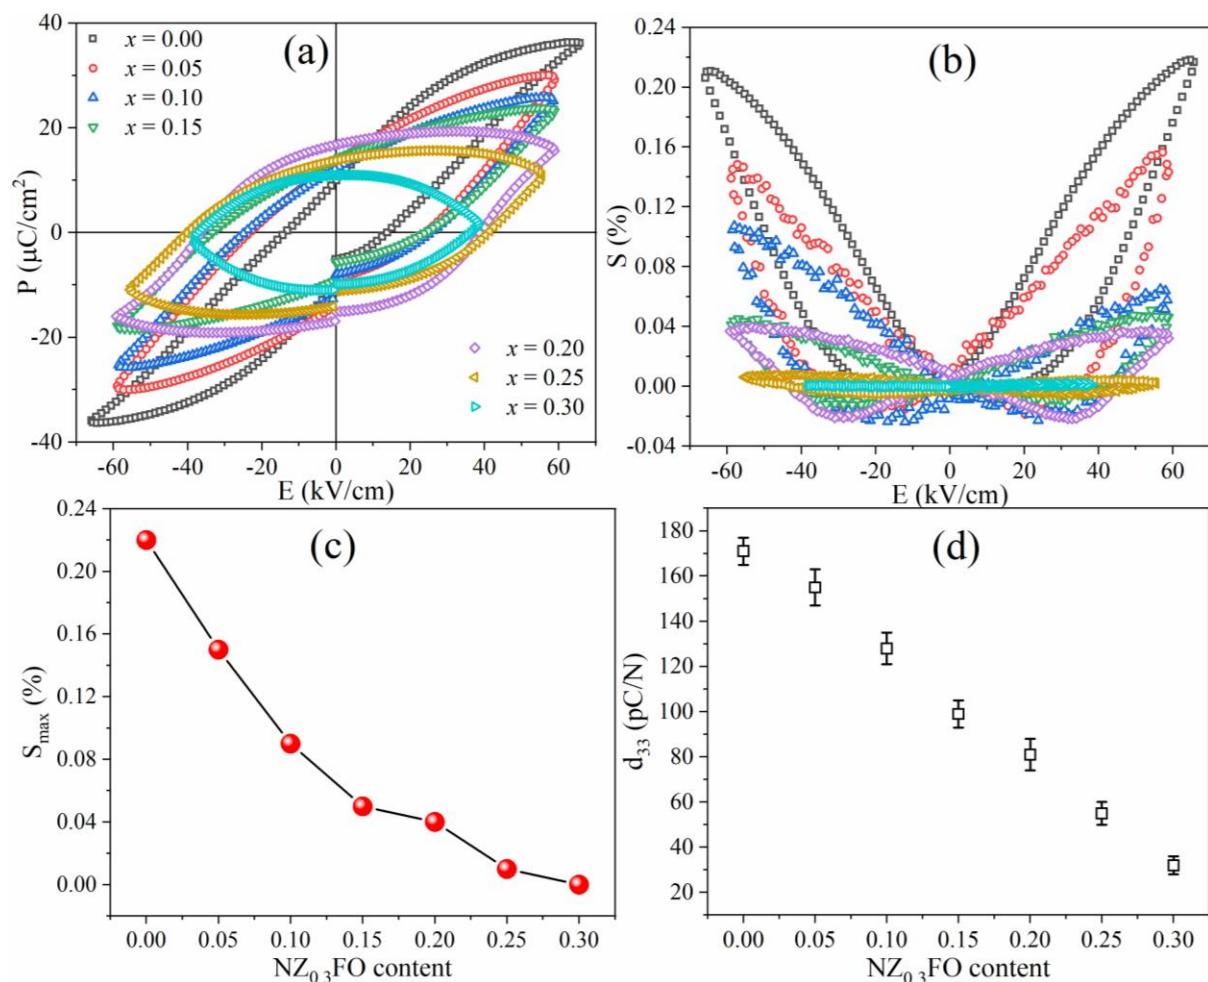 (a)
P (μC/cm²)
40
20
0
-20
-40
x = 0.00
x = 0.05
x = 0.10
x = 0.15
x = 0.20
x = 0.25
x = 0.30
-60 -40 -20 0 20 40 60
E (kV/cm)
(b)
S (%)
0.24
0.20
0.16
0.12
0.08
0.04
0.00
-0.04
-60 -40 -20 0 20 40 60
E (kV/cm)
(c)
Smax (%)
0.24
0.20
0.16
0.12
0.08
0.04
0.00
0.00 0.05 0.10 0.15 0.20 0.25 0.30
NZ0.3FO content
(d)
d33 (pC/N)
180
160
140
120
100
80
60
40
20
0.00 0.05 0.10 0.15 0.20 0.25 0.30
NZ0.3FO content